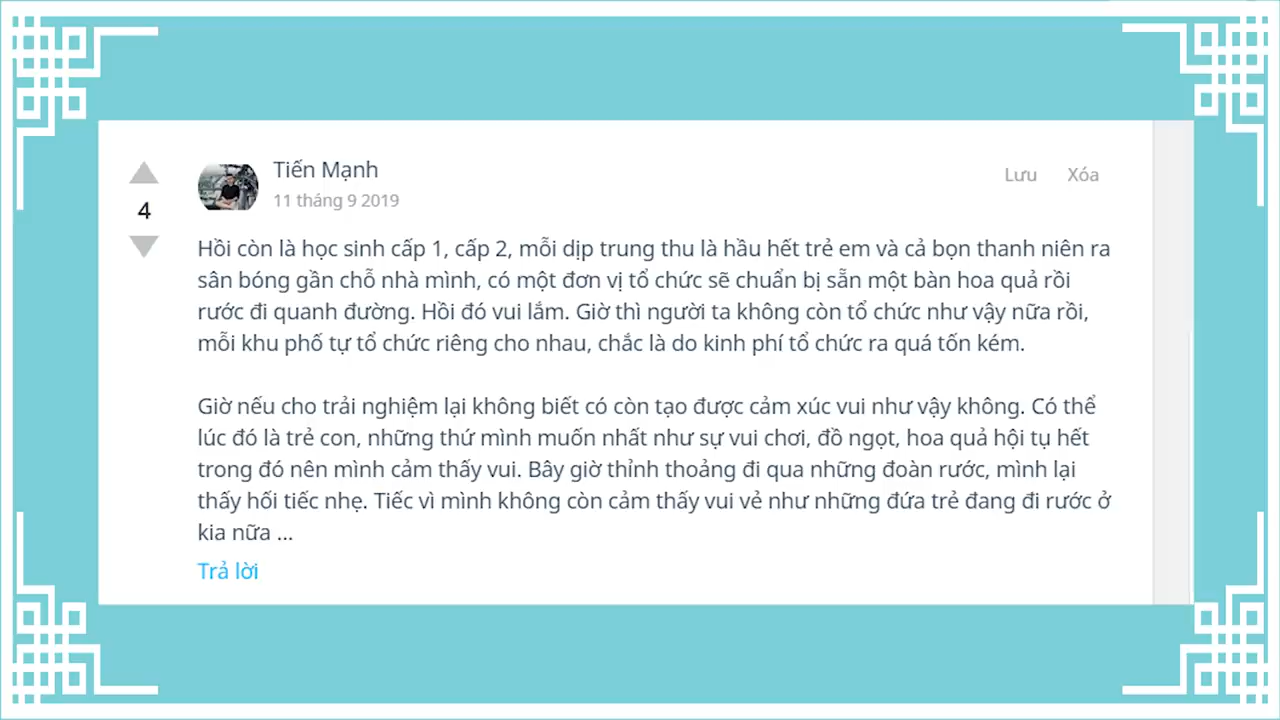 Tiến Mạnh
Lưu
Xóa
11 tháng 9 2019
4
Hồi còn là học sinh cấp 1, cấp 2, mỗi dịp trung thu là hầu hết trẻ em và cả bọn thanh niên ra
sân bóng gần chỗ nhà mình, có một đơn vị tổ chức sẽ chuẩn bị sẵn một bàn hoa quả rồi
rước đi quanh đường. Hồi đó vui lắm. Giờ thì người ta không còn tổ chức như vậy nữa rồi,
mỗi khu phố tự tổ chức riêng cho nhau, chắc là do kinh phí tổ chức ra quá tốn kém.
Giờ nếu cho trải nghiệm lại không biết có còn tạo được cảm xúc vui như vậy không. Có thể
lúc đó là trẻ con, những thứ mình muốn nhất như sự vui chơi, đồ ngọt, hoa quả hội tụ hết
trong đó nên mình cảm thấy vui. Bây giờ thỉnh thoảng đi qua những đoàn rước, mình lại
thấy hối tiếc nhẹ. Tiếc vì mình không còn cảm thấy vui vẻ như những đứa trẻ đang đi rước ở
kia nữa ...
Trả lời